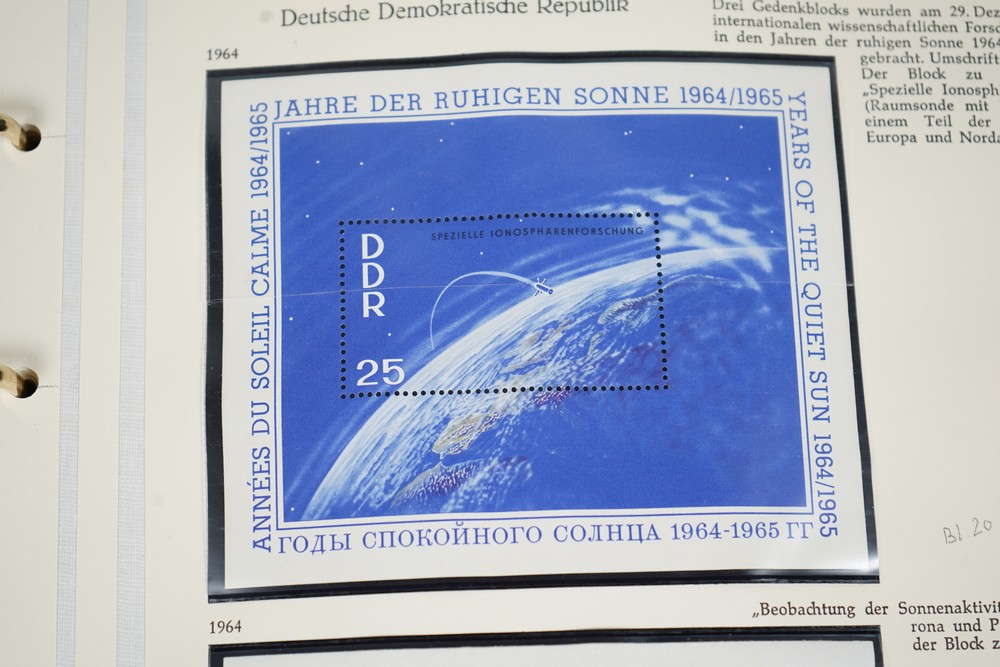 Deutsche Demokratische Republik
Drei Gedenkblocks wurden am 29. Dez
internationalen wissenschaftlichen Forsc
in den Jahren der ruhigen Sonne 1964
gebracht. Umschrift
Der Block zu
„Spezielle Ionosph
(Raumsonde mit
einem Teil der
Europa und Norda
1964
JAHRE DER RUHIGEN SONNE 1964/1965
ANNÉES DU SOLEIL CALME 1964/1965
YEARS OF THE QUIET SUN 1964/1965
SPEZIELLE IONOSPHÄRENFORSCHUNG
DDR
25
ГОДЫ СПОКОЙНОГО СОЛНЦА 1964-1965 ГГ
Bl. 20
1964
„Beobachtung der Sonnenaktivit
rona und P
der Block z